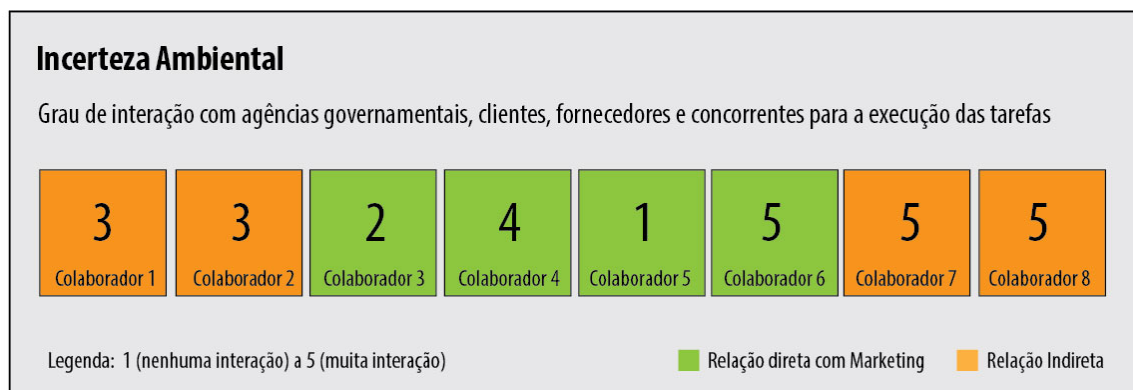 Incerteza Ambiental
Grau de interação com agências governamentais, clientes, fornecedores e concorrentes para a execução das tarefas
3 3 2 4 1 5 5 5
Colaborador 1 Colaborador 2 Colaborador 3 Colaborador 4 Colaborador 5 Colaborador 6 Colaborador 7 Colaborador 8
Legenda: 1 (nenhuma interação) a 5 (muita interação) Relação direta com Marketing Relação Indireta